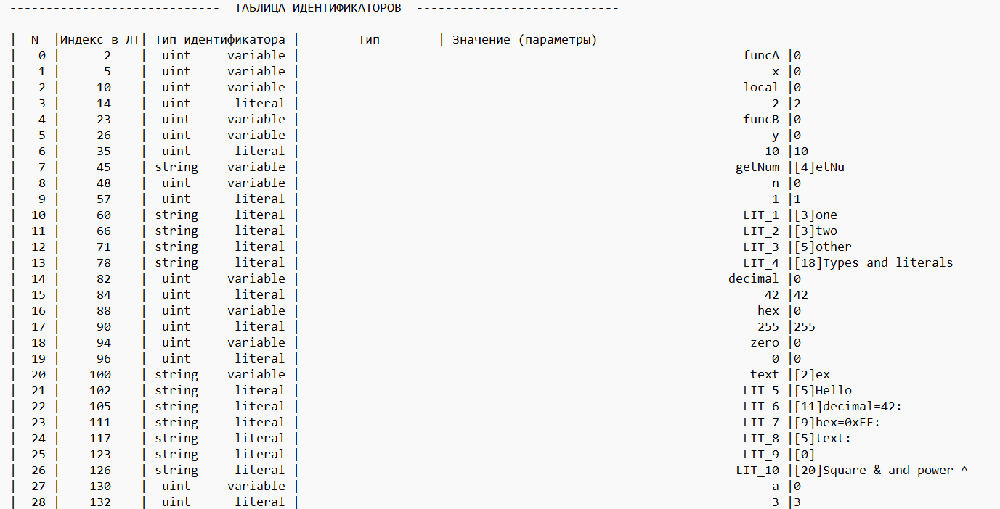 ----------------------------- ТАБЛИЦА ИДЕНТИФИКАТОРОВ ----------------------------
| N |Индекс в ЛТ| Тип идентификатора | Тип | Значение (параметры)
| 0 | 2 | uint variable | funcA |0
| 1 | 5 | uint variable | x |0
| 2 | 10 | uint variable | local |0
| 3 | 14 | uint literal | 2 |2
| 4 | 23 | uint variable | funcB |0
| 5 | 26 | uint variable | y |0
| 6 | 35 | uint literal | 10 |10
| 7 | 45 | string variable | getNum |[4]etNu
| 8 | 48 | uint variable | n |0
| 9 | 57 | uint literal | 1 |1
| 10 | 60 | string literal | LIT_1 |[3]one
| 11 | 66 | string literal | LIT_2 |[3]two
| 12 | 71 | string literal | LIT_3 |[5]other
| 13 | 78 | string literal | LIT_4 |[18]Types and literals
| 14 | 82 | uint variable | decimal |0
| 15 | 84 | uint literal | 42 |42
| 16 | 88 | uint variable | hex |0
| 17 | 90 | uint literal | 255 |255
| 18 | 94 | uint variable | zero |0
| 19 | 96 | uint literal | 0 |0
| 20 | 100 | string variable | text |[2]ex
| 21 | 102 | string literal | LIT_5 |[5]Hello
| 22 | 105 | string literal | LIT_6 |[11]decimal=42:
| 23 | 111 | string literal | LIT_7 |[9]hex=0xFF:
| 24 | 117 | string literal | LIT_8 |[5]text:
| 25 | 123 | string literal | LIT_9 |[0]
| 26 | 126 | string literal | LIT_10 |[20]Square & and power ^
| 27 | 130 | uint variable | a |0
| 28 | 132 | uint literal | 3 |3